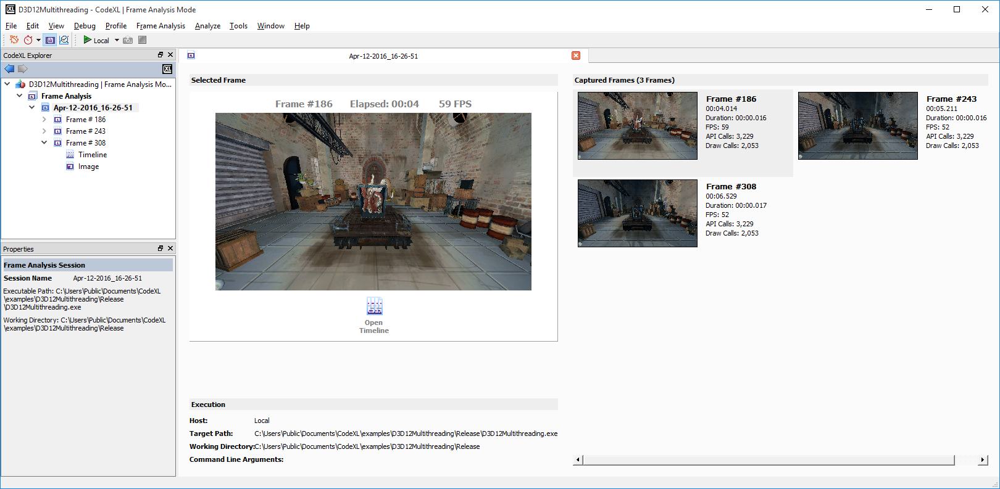 D3D12Multithreading - CodeXL | Frame Analysis Mode
File Edit View Debug Profile Frame Analysis Analyze Tools Window Help
Local
CodeXL Explorer
XL
D3D12Multithreading | Frame Analysis Mo...
Frame Analysis
Apr-12-2016_16-26-51
Frame # 186
Frame # 243
Frame # 308
Timeline
Image
Properties
Frame Analysis Session
Session Name Apr-12-2016_16-26-51
Executable Path: C:\Users\Public\Documents\CodeXL
\examples\D3D12Multithreading\Release
\D3D12Multithreading.exe
Working Directory: C:\Users\Public\Documents\CodeXL
\examples\D3D12Multithreading\Release
Apr-12-2016_16-26-51
Selected Frame
Frame #186 Elapsed: 00:04 59 FPS
Open
Timeline
Execution
Host: Local
Target Path: C:\Users\Public\Documents\CodeXL\examples\D3D12Multithreading\Release\D3D12Multithreading.exe
Working Directory: C:\Users\Public\Documents\CodeXL\examples\D3D12Multithreading\Release
Command Line Arguments:
Captured Frames (3 Frames)
Frame #186
00:04.014
Duration: 00:00.016
FPS: 59
API Calls: 3,229
Draw Calls: 2,053
Frame #243
00:05.211
Duration: 00:00.016
FPS: 52
API Calls: 3,229
Draw Calls: 2,053
Frame #308
00:06.529
Duration: 00:00.017
FPS: 52
API Calls: 3,229
Draw Calls: 2,053